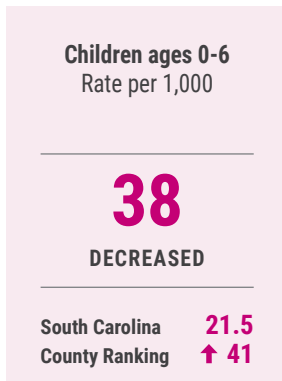 Children ages 0-6
Rate per 1,000
38
DECREASED
South Carolina 21.5
County Ranking ↑ 41